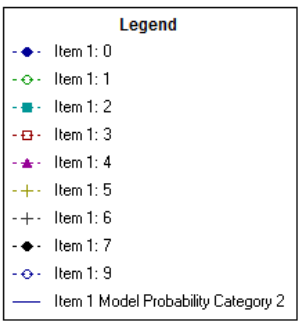 Legend
Item 1: 0
Item 1: 1
Item 1: 2
Item 1: 3
Item 1: 4
Item 1: 5
Item 1: 6
Item 1: 7
Item 1: 9
Item 1 Model Probability Category 2